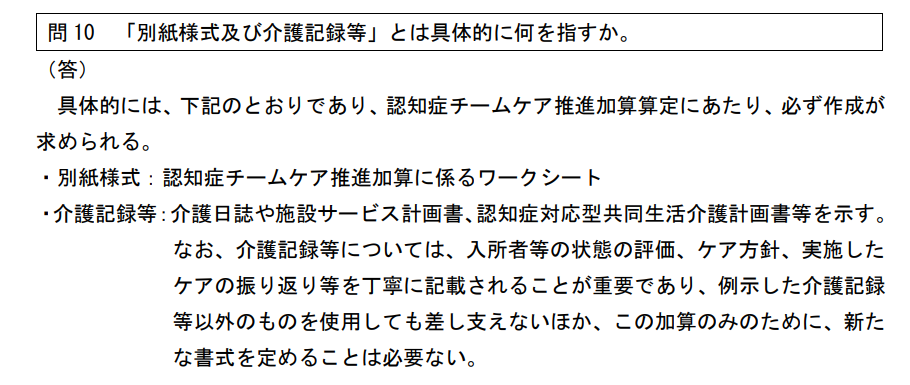 問 10　「別紙様式及び介護記録等」とは具体的に何を指すか。
（答）
　具体的には、下記のとおりであり、認知症チームケア推進加算算定にあたり、必ず作成が
求められる。
・別紙様式：認知症チームケア推進加算に係るワークシート
・介護記録等：介護日誌や施設サービス計画書、認知症対応型共同生活介護計画書等を示す。
なお、介護記録等については、入所者等の状態の評価、ケア方針、実施した
ケアの振り返り等を丁寧に記載されることが重要であり、例示した介護記録
等以外のものを使用しても差し支えないほか、この加算のみのために、新た
な書式を定めることは必要ない。